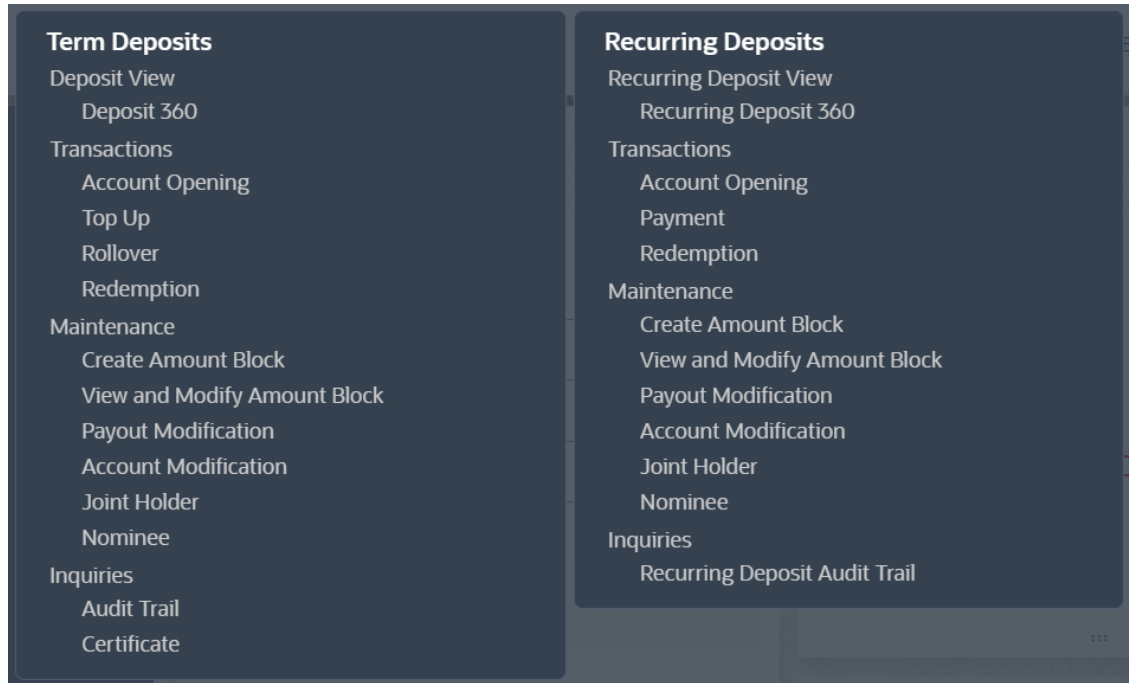 Term Deposits
Deposit View
Deposit 360
Transactions
Account Opening
Top Up
Rollover
Redemption
Maintenance
Create Amount Block
View and Modify Amount Block
Payout Modification
Account Modification
Joint Holder
Nominee
Inquiries
Audit Trail
Certificate
Recurring Deposits
Recurring Deposit View
Recurring Deposit 360
Transactions
Account Opening
Payment
Redemption
Maintenance
Create Amount Block
View and Modify Amount Block
Payout Modification
Account Modification
Joint Holder
Nominee
Inquiries
Recurring Deposit Audit Trail